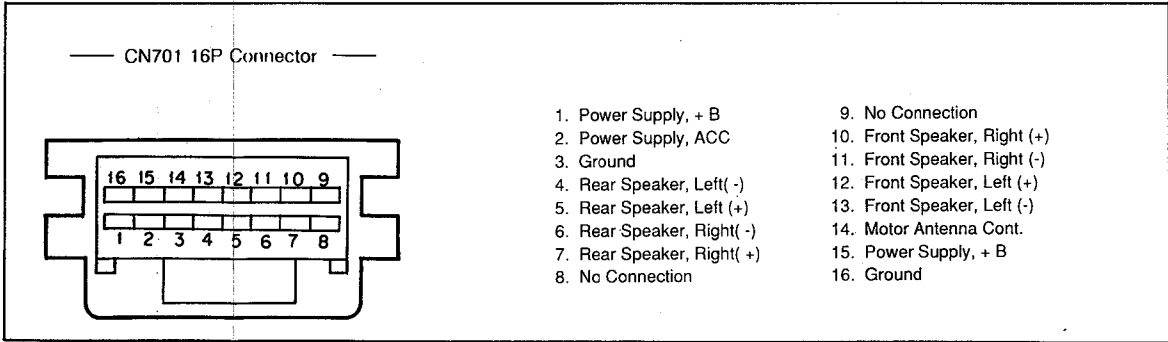 CN701 16P Connector
16 15 14 13 12 11 10 9
1 2 3 4 5 6 7 8
1. Power Supply, + B
2. Power Supply, ACC
3. Ground
4. Rear Speaker, Left( -)
5. Rear Speaker, Left (+)
6. Rear Speaker, Right( -)
7. Rear Speaker, Right( +)
8. No Connection
9. No Connection
10. Front Speaker, Right (+)
11. Front Speaker, Right (-)
12. Front Speaker, Left (+)
13. Front Speaker, Left (-)
14. Motor Antenna Cont.
15. Power Supply, + B
16. Ground